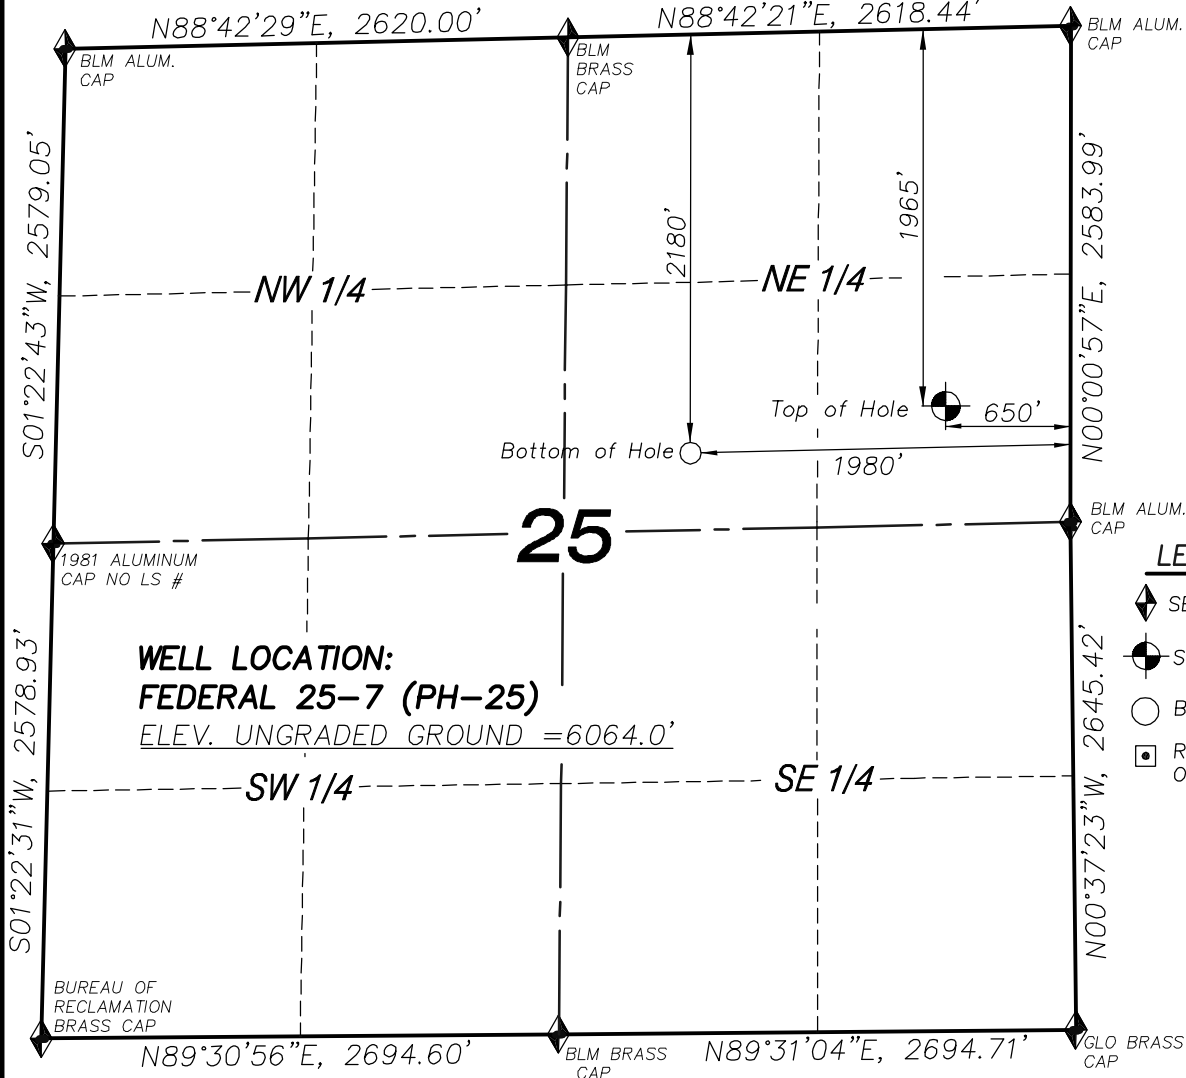 N88°42'29"E, 2620.00'
N88°42'21"E, 2618.44'
BLM ALUM.
CAP
BLM
BRASS
CAP
BLM ALUM.
CAP
S01°22'43"W, 2579.05'
2180'
1965'
N00°00'57"E, 2583.99'
NW 1/4
NE 1/4
Top of Hole
650'
Bottom of Hole
1980'
25
1981 ALUMINUM
CAP NO LS #
BLM ALUM.
CAP
WELL LOCATION:
FEDERAL 25-7 (PH-25)
ELEV. UNGRADED GROUND =6064.0'
S01°22'31"W, 2578.93'
N00°37'23"W, 2645.42'
SW 1/4
SE 1/4
BUREAU OF
RECLAMATION
BRASS CAP
N89°30'56"E, 2694.60'
BLM BRASS
CAP
N89°31'04"E, 2694.71'
GLO BRASS
CAP
LE
SE
S
B
R
O